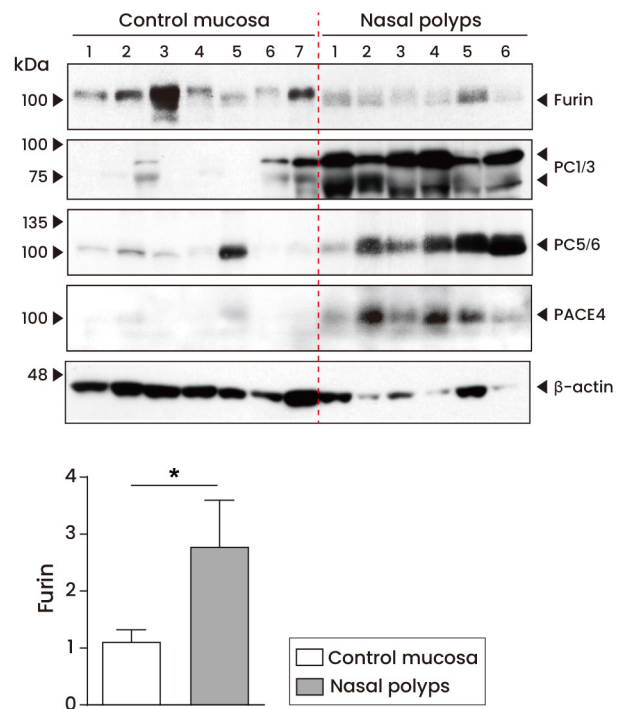 Control mucosa Nasal polyps
1 2 3 4 5 6 7 1 2 3 4 5 6
kDa
100 Furin
100
75 PC1/3
135
100 PC5/6
100 PACE4
48 β-actin
4
*
3
2
1
0
Furin
Control mucosa
Nasal polyps